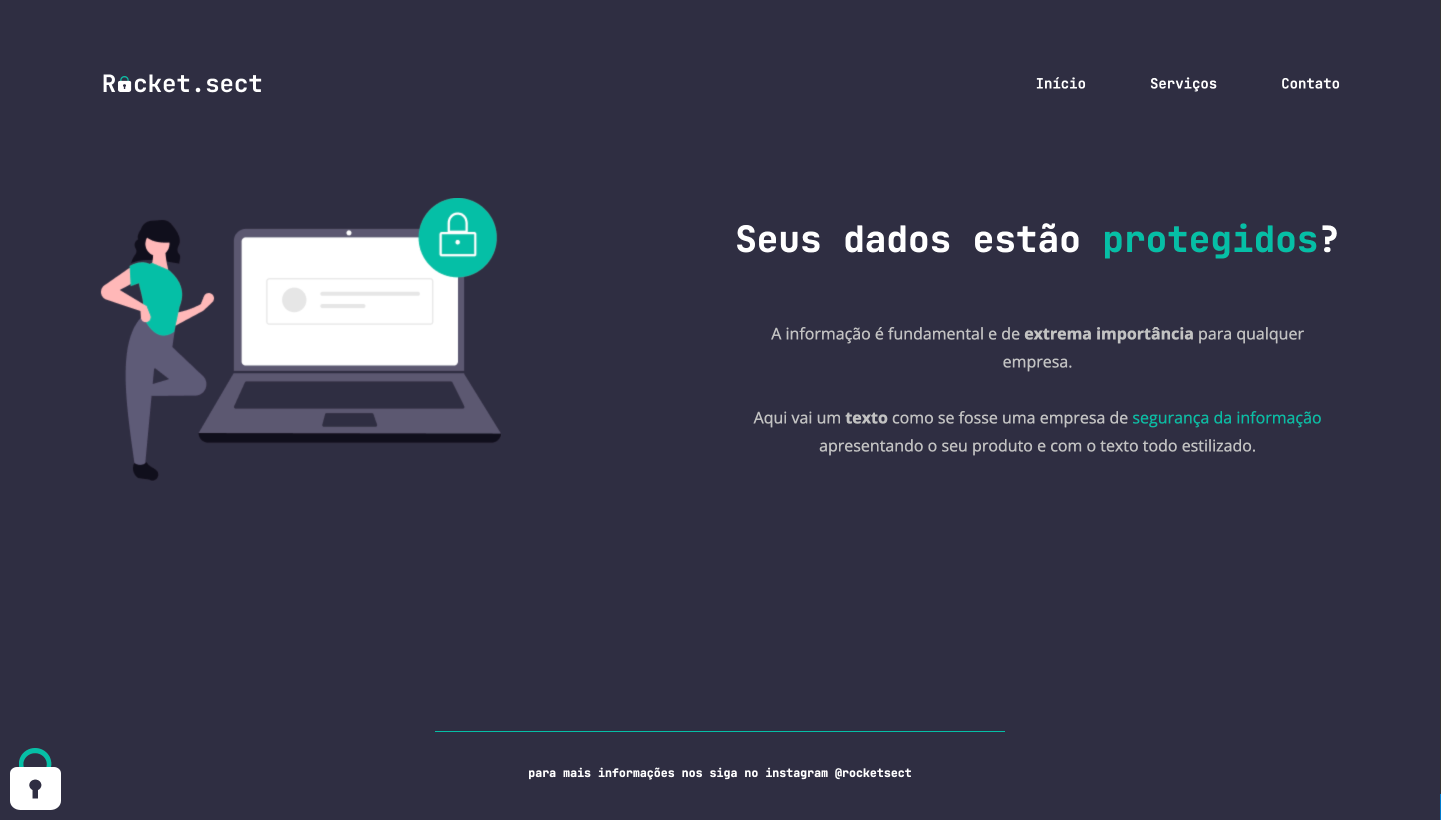 Rocket.sect
Início Serviços Contato
Seus dados estão protegidos?
A informação é fundamental e de extrema importância para qualquer
empresa.
Aqui vai um texto como se fosse uma empresa de segurança da informação
apresentando o seu produto e com o texto todo estilizado.
para mais informações nos siga no instagram @rocketsect